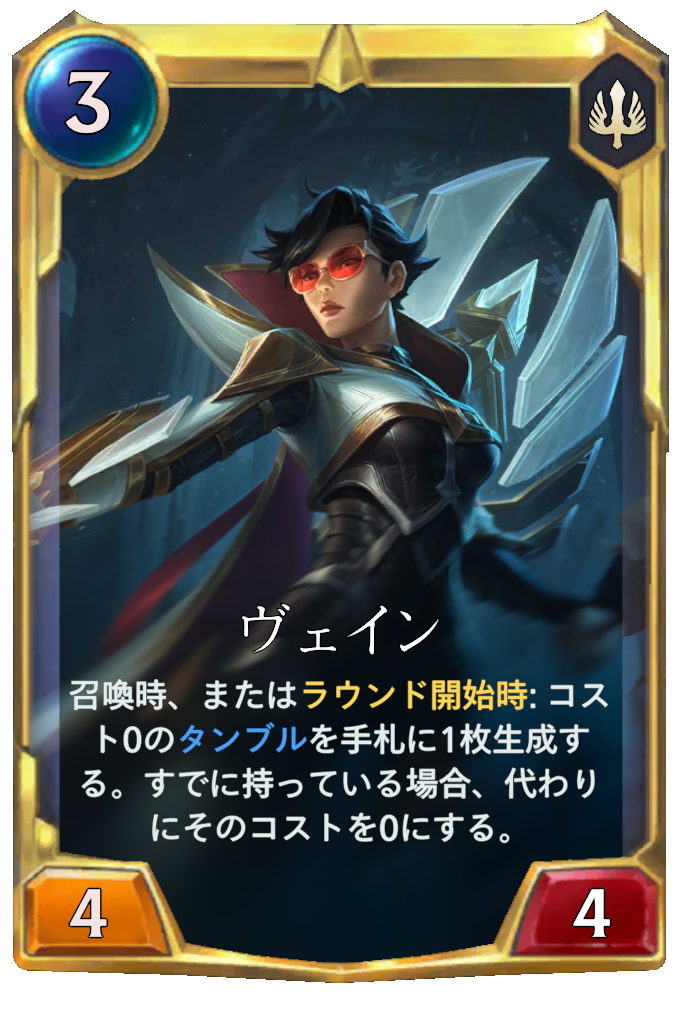 3
ヴェイン
召喚時、またはラウンド開始時: コス
ト0のタンブルを手札に1枚生成す
る。すでに持っている場合、代わり
にそのコストを0にする。
4
4